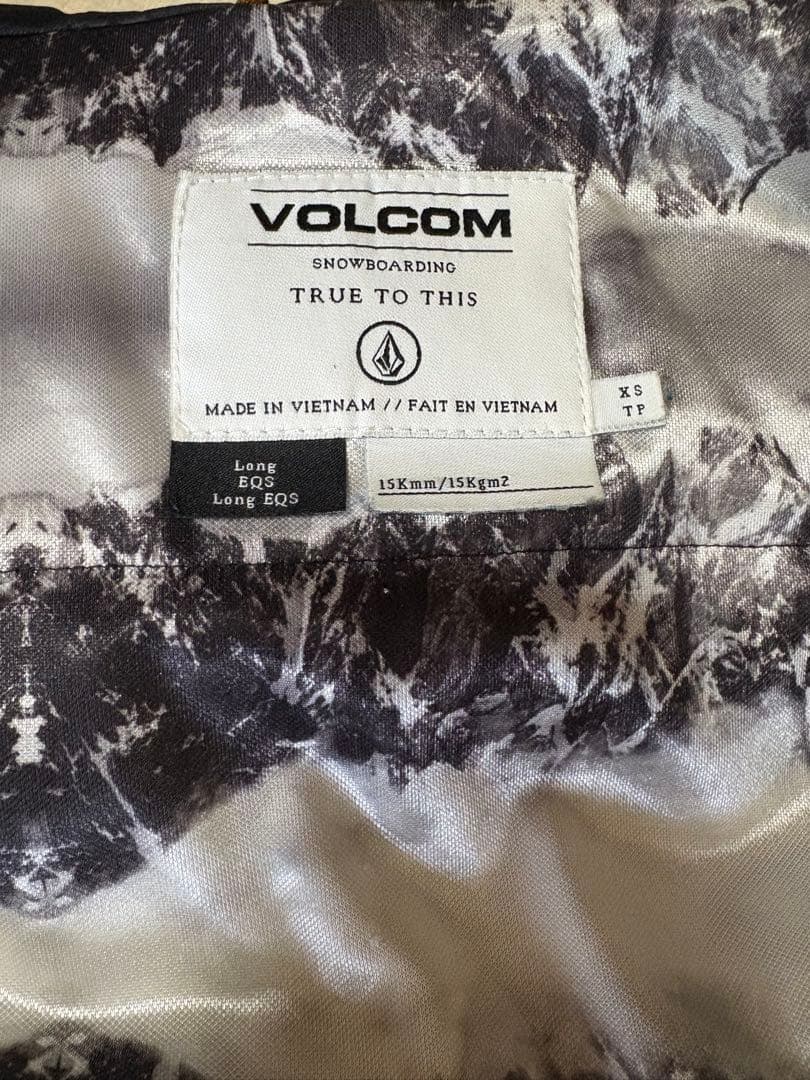 VOLCOM
SNOWBOARDING
TRUE TO THIS
MADE IN VIETNAM // FAIT EN VIETNAM
XS
TP
Long
EQS
Long EQS
15Kmm/15Kgm2